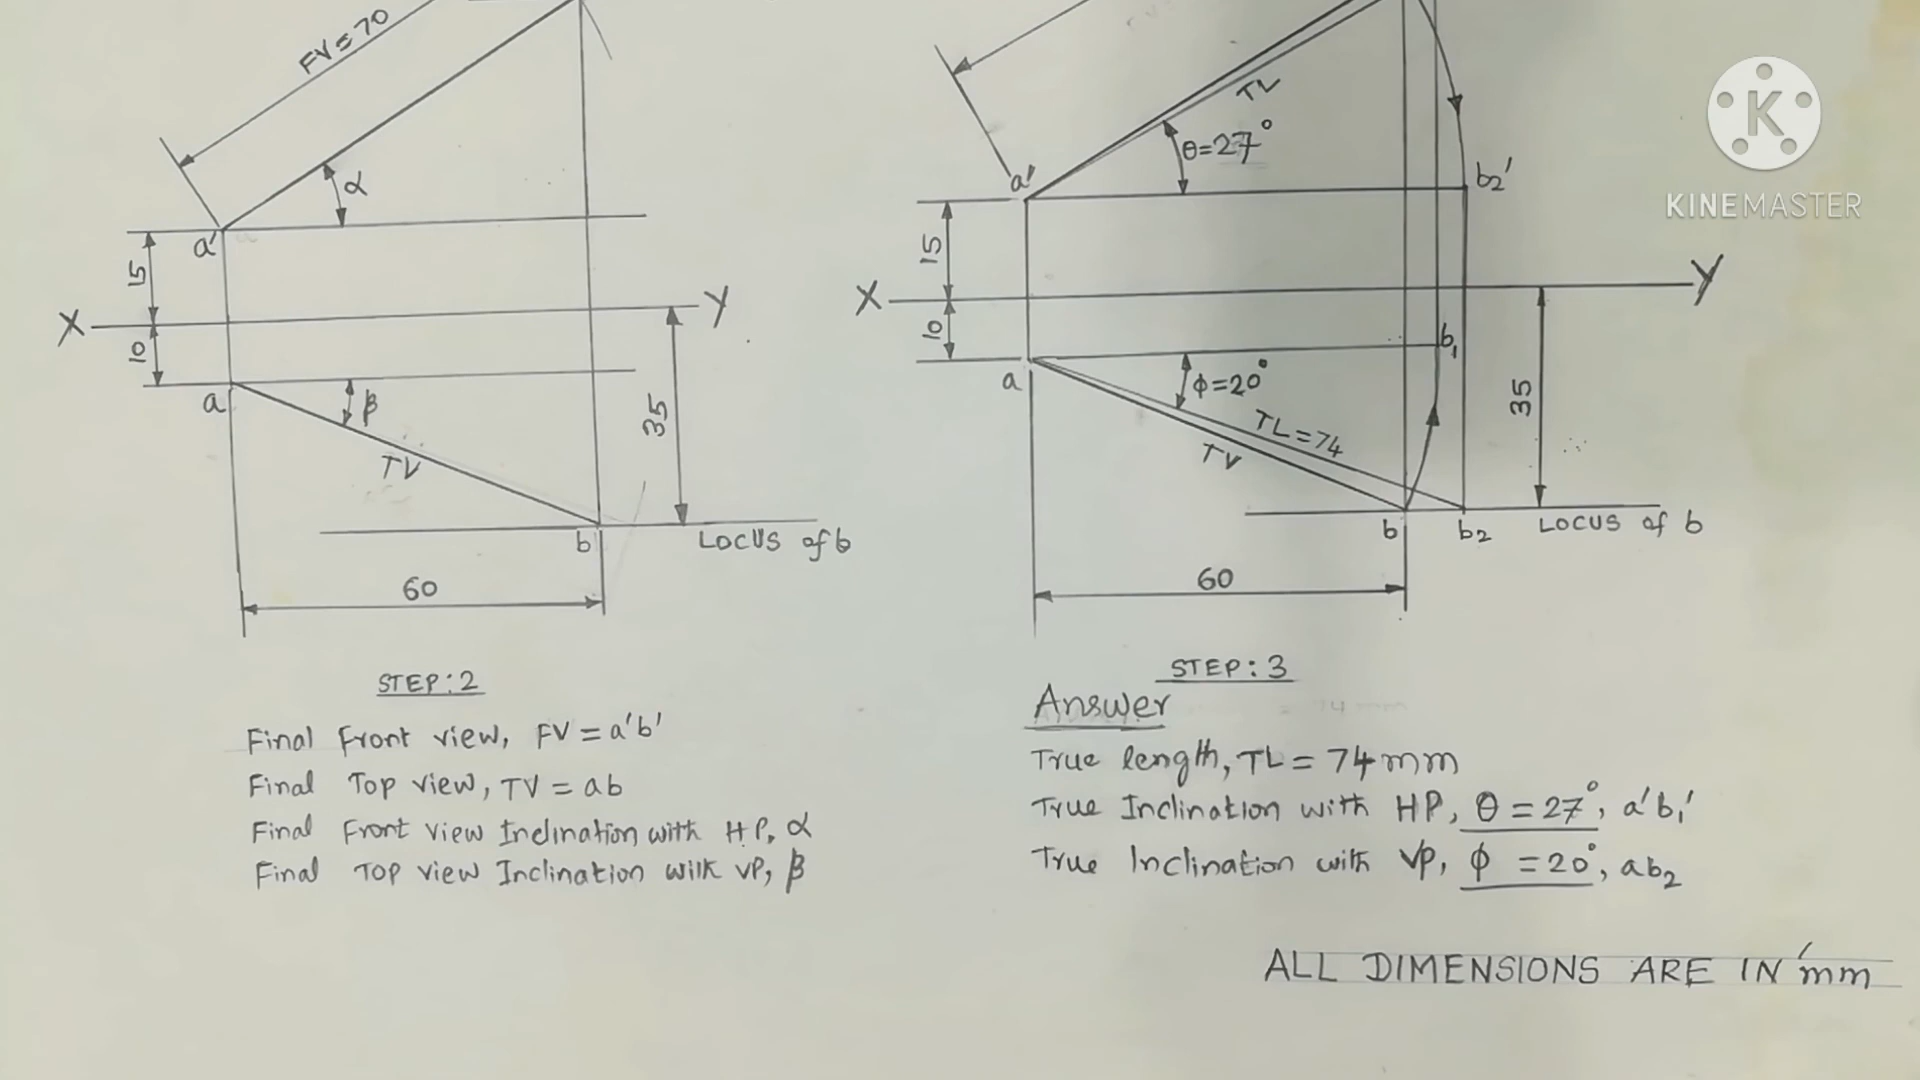 FV=70
α
a'
15
X
Y
10
a
β
TV
35
b
LOCUS of b
60
STEP:2
Final Front view, FV = a'b'
Final Top view, TV = ab
Final Front view Inclination with HP, α
Final Top view Inclination with VP, β
TL
θ=27°
a'
b2'
15
X
Y
10
b1
a
ϕ=20°
TL=74
TV
35
b
b2
LOCUS of b
60
STEP: 3
Answer
True length, TL = 74mm
True Inclination with HP, θ = 27°, a'b1'
True Inclination with VP, ϕ = 20°, ab2
ALL DIMENSIONS ARE IN mm
K
KINEMASTER